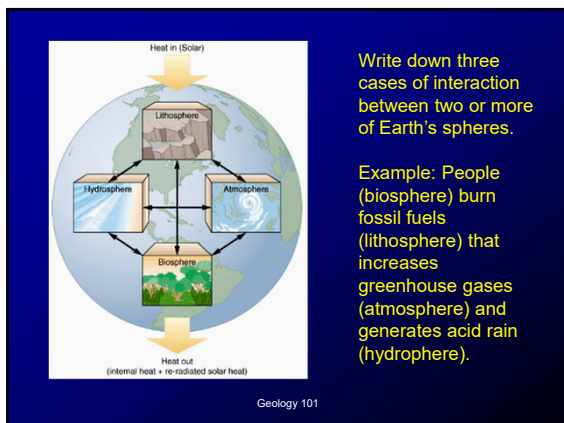 Heat in (Solar)
Lithosphere
Hydrosphere
Atmosphere
Biosphere
Heat out
(internal heat + re-radiated solar heat)
Write down three
cases of interaction
between two or more
of Earth's spheres.
Example: People
(biosphere) burn
fossil fuels
(lithosphere) that
increases
greenhouse gases
(atmosphere) and
generates acid rain
(hydrophere).
Geology 101